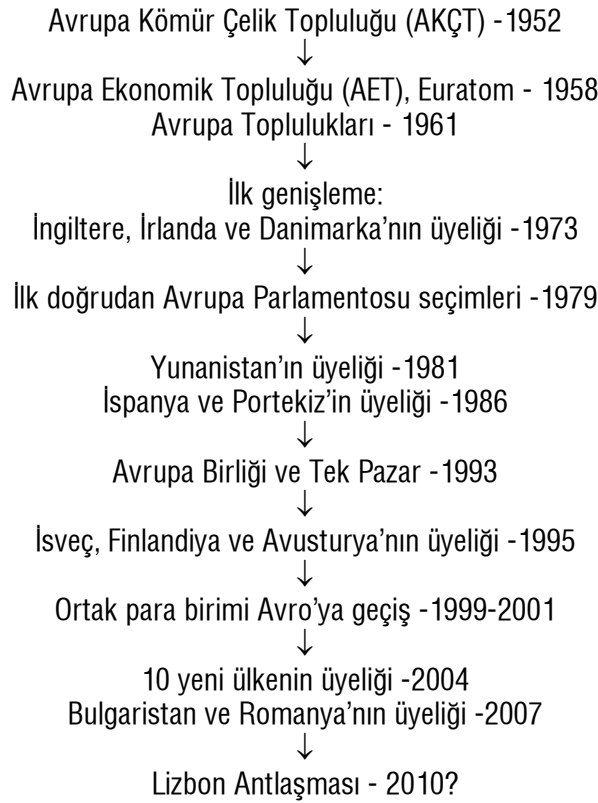 Avrupa Kömür Çelik Topluluğu (AKÇT) -1952
↓
Avrupa Ekonomik Topluluğu (AET), Euratom - 1958
Avrupa Toplulukları - 1961
↓
İlk genişleme:
İngiltere, İrlanda ve Danimarka’nın üyeliği -1973
↓
İlk doğrudan Avrupa Parlamentosu seçimleri -1979
↓
Yunanistan’ın üyeliği -1981
İspanya ve Portekiz’in üyeliği -1986
↓
Avrupa Birliği ve Tek Pazar -1993
↓
İsveç, Finlandiya ve Avusturya’nın üyeliği -1995
↓
Ortak para birimi Avro’ya geçiş -1999-2001
↓
10 yeni ülkenin üyeliği -2004
Bulgaristan ve Romanya’nın üyeliği -2007
↓
Lizbon Antlaşması - 2010?